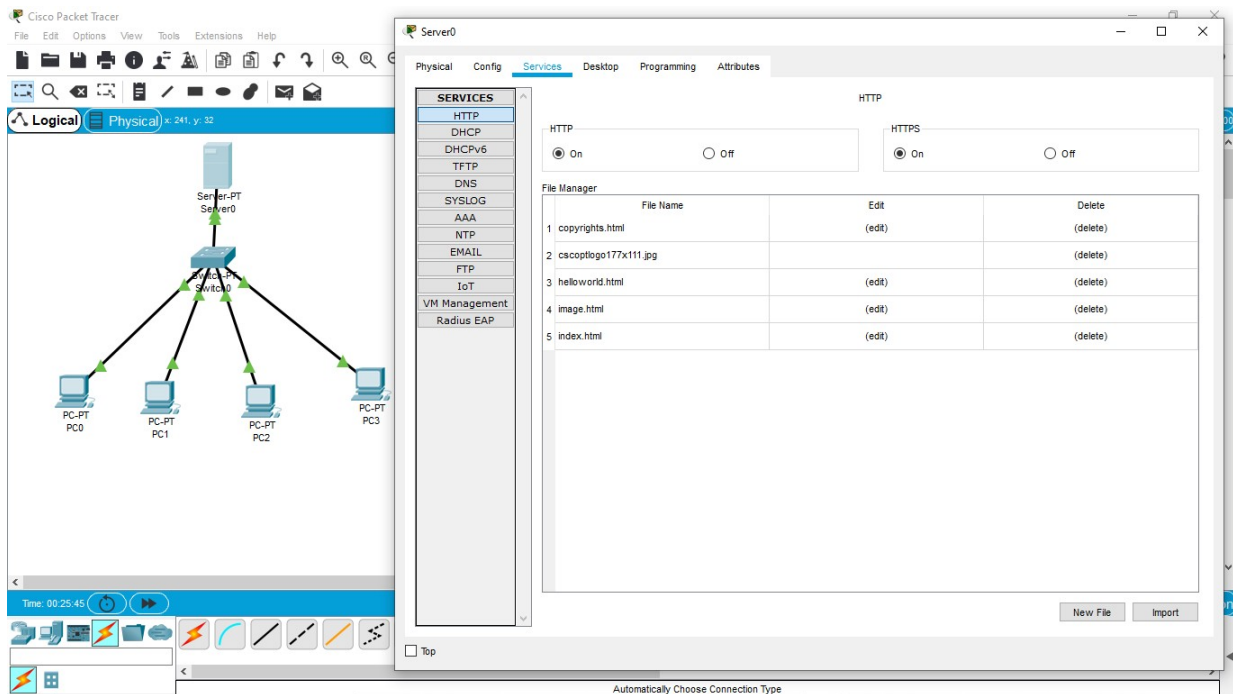 Cisco Packet Tracer
File Edit Options View Tools Extensions Help
Logical Physical x: 241, y: 32
Server-PT
Server0
Switch-PT
Switch0
PC-PT
PC0
PC-PT
PC1
PC-PT
PC2
PC-PT
PC3
Time: 00:25:45
Server0
Physical Config Services Desktop Programming Attributes
SERVICES
HTTP
DHCP
DHCPv6
TFTP
DNS
SYSLOG
AAA
NTP
EMAIL
FTP
IoT
VM Management
Radius EAP
HTTP
HTTP
On Off
HTTPS
On Off
File Manager
File Name Edit Delete
1 copyrights.html (edit) (delete)
2 cscoptlogo177x111.jpg (delete)
3 helloworld.html (edit) (delete)
4 image.html (edit) (delete)
5 index.html (edit) (delete)
New File Import
Top
Automatically Choose Connection Type